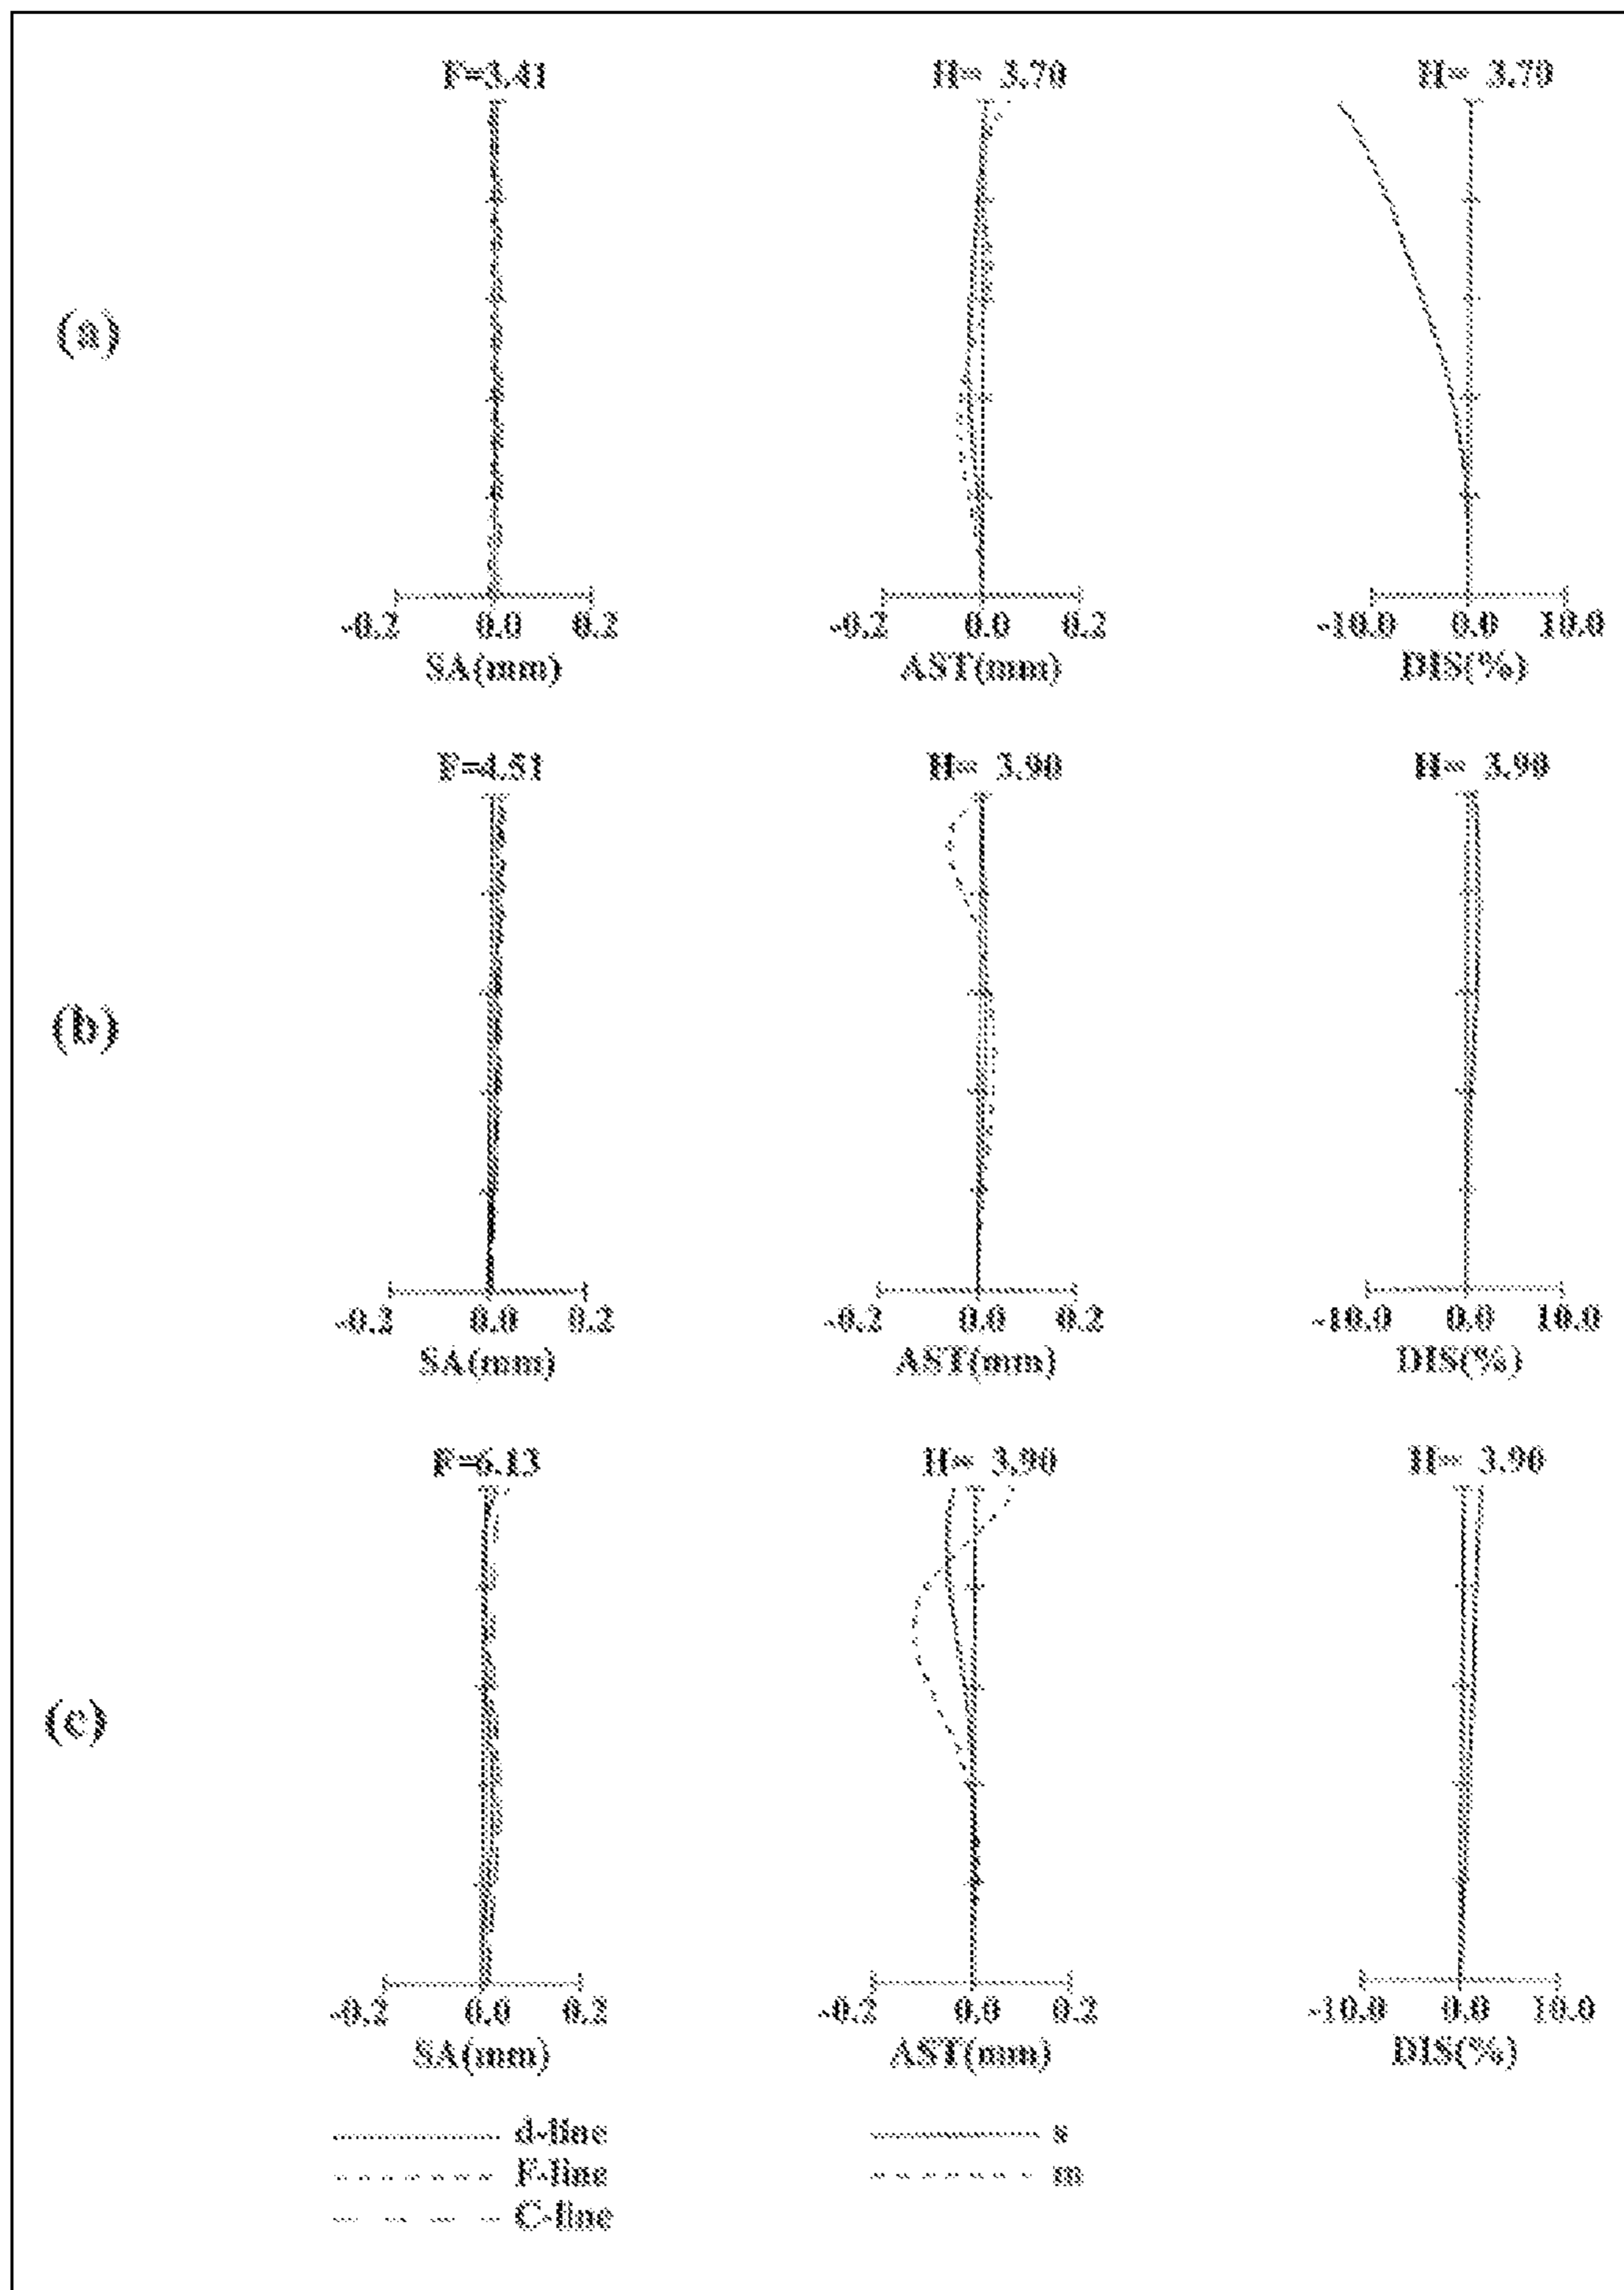 F=3.41 H= 3.70 H= 3.70
(a)
-0.2 0.0 0.2 -0.2 0.0 0.2 -10.0 0.0 10.0
SA(mm) AST(mm) DIS(%)
F=4.51 H= 3.90 H= 3.90
(b)
-0.2 0.0 0.2 -0.2 0.0 0.2 -10.0 0.0 10.0
SA(mm) AST(mm) DIS(%)
F=6.13 H= 3.90 H= 3.90
(c)
-0.2 0.0 0.2 -0.2 0.0 0.2 -10.0 0.0 10.0
SA(mm) AST(mm) DIS(%)
d-line s
F-line m
C-line